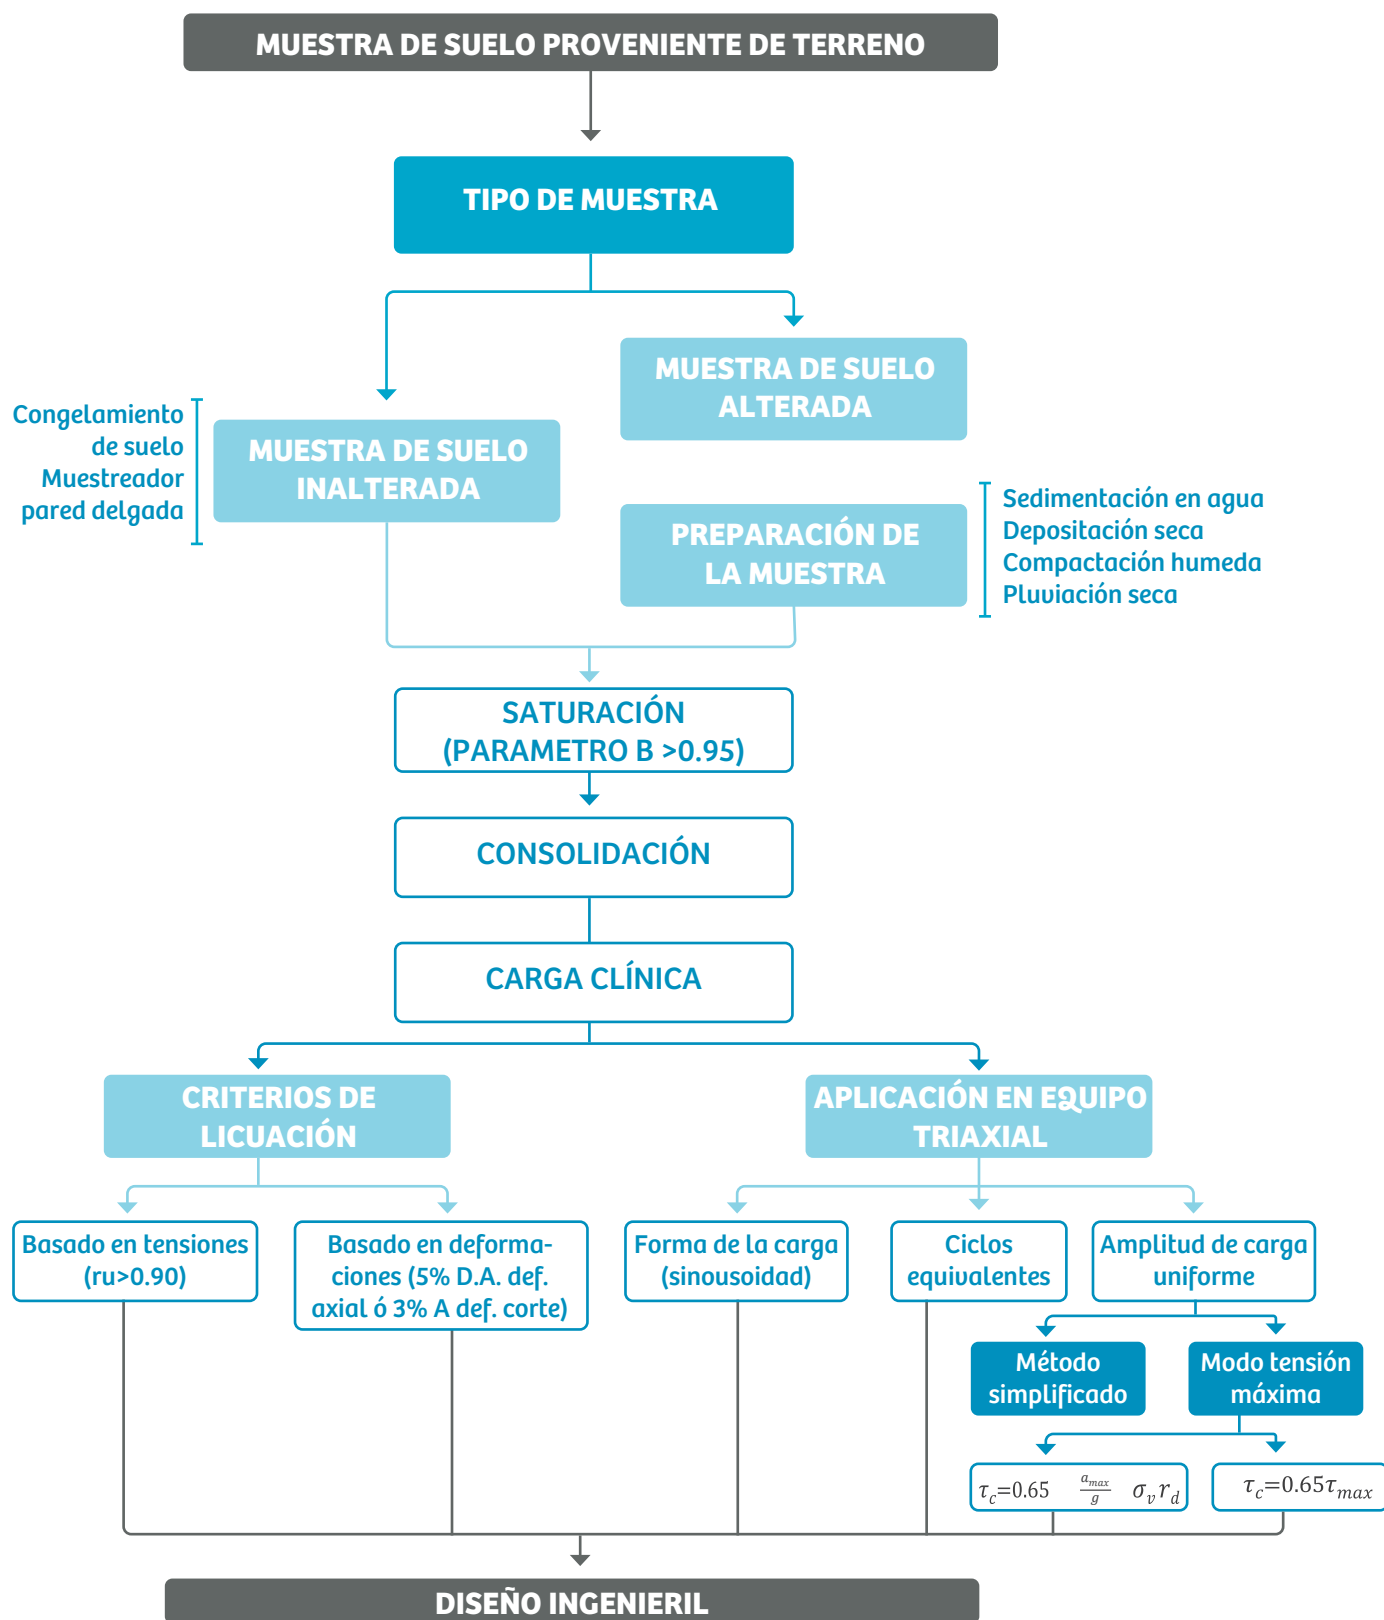 MUESTRA DE SUELO PROVENIENTE DE TERRENO
TIPO DE MUESTRA
MUESTRA DE SUELO
ALTERADA
Congelamiento
de suelo
Muestreador
pared delgada
MUESTRA DE SUELO
INALTERADA
PREPARACIÓN DE
LA MUESTRA
Sedimentación en agua
Depositación seca
Compactación humeda
Pluviación seca
SATURACIÓN
(PARAMETRO B >0.95)
CONSOLIDACIÓN
CARGA CLÍNICA
CRITERIOS DE
LICUACIÓN
APLICACIÓN EN EQUIPO
TRIAXIAL
Basado en tensiones
(ru>0.90)
Basado en deforma-
ciones (5% D.A. def.
axial ó 3% A def. corte)
Forma de la carga
(sinousoidad)
Ciclos
equivalentes
Amplitud de carga
uniforme
Método
simplificado
Modo tensión
máxima
τc=0.65 amax/g σv rd
τc=0.65τmax
DISEÑO INGENIERIL